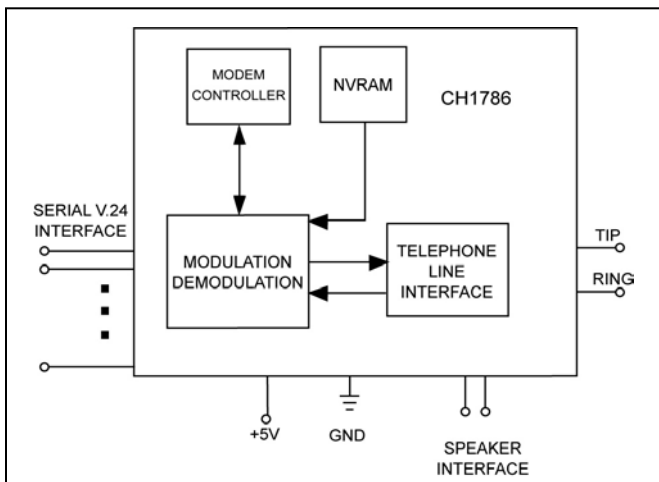 MODEM
CONTROLLER
NVRAM
CH1786
SERIAL V.24
INTERFACE
MODULATION
DEMODULATION
TELEPHONE
LINE
INTERFACE
TIP
RING
+5V
GND
SPEAKER
INTERFACE